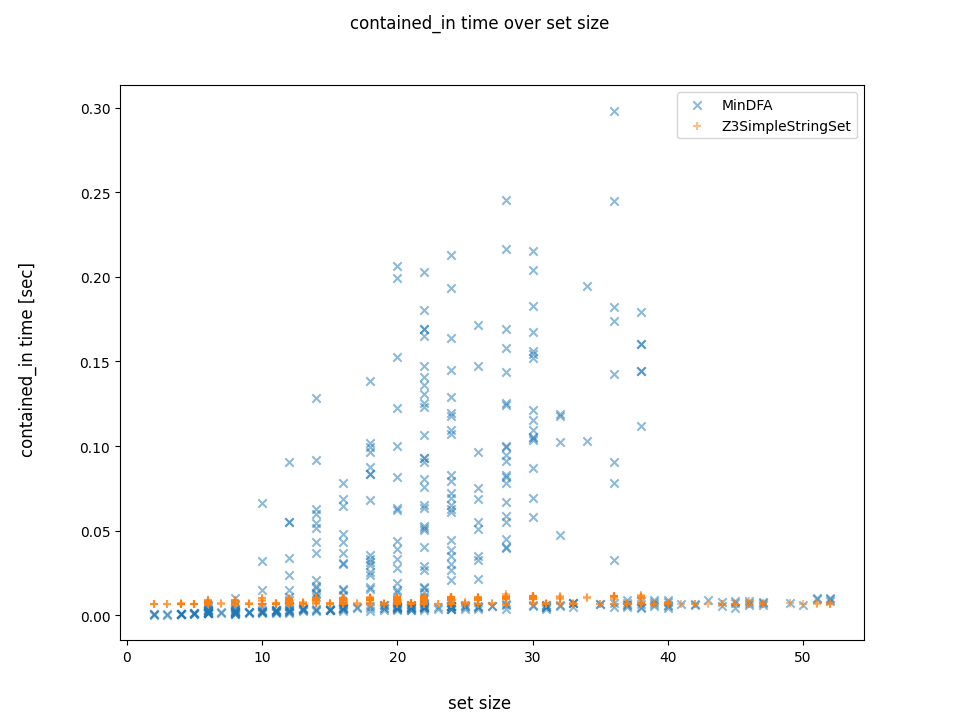 contained_in time over set size
MinDFA
Z3SimpleStringSet
contained_in time [sec]
0.30
0.25
0.20
0.15
0.10
0.05
0.00
0 10 20 30 40 50
set size